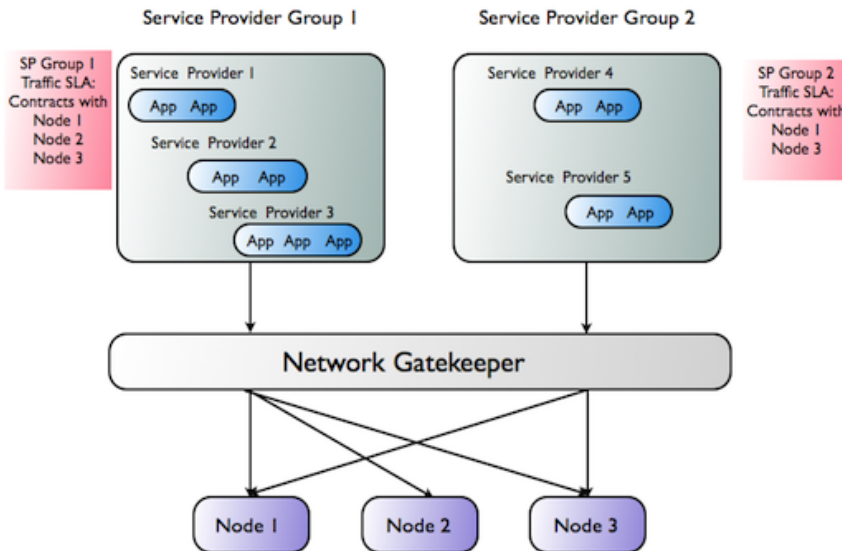 Service Provider Group 1
Service Provider Group 2
SP Group 1
Traffic SLA:
Contracts with
Node 1
Node 2
Node 3
Service Provider 1
App App
Service Provider 2
App App
Service Provider 3
App App App
Service Provider 4
App App
Service Provider 5
App App
SP Group 2
Traffic SLA:
Contracts with
Node 1
Node 3
Network Gatekeeper
Node 1
Node 2
Node 3